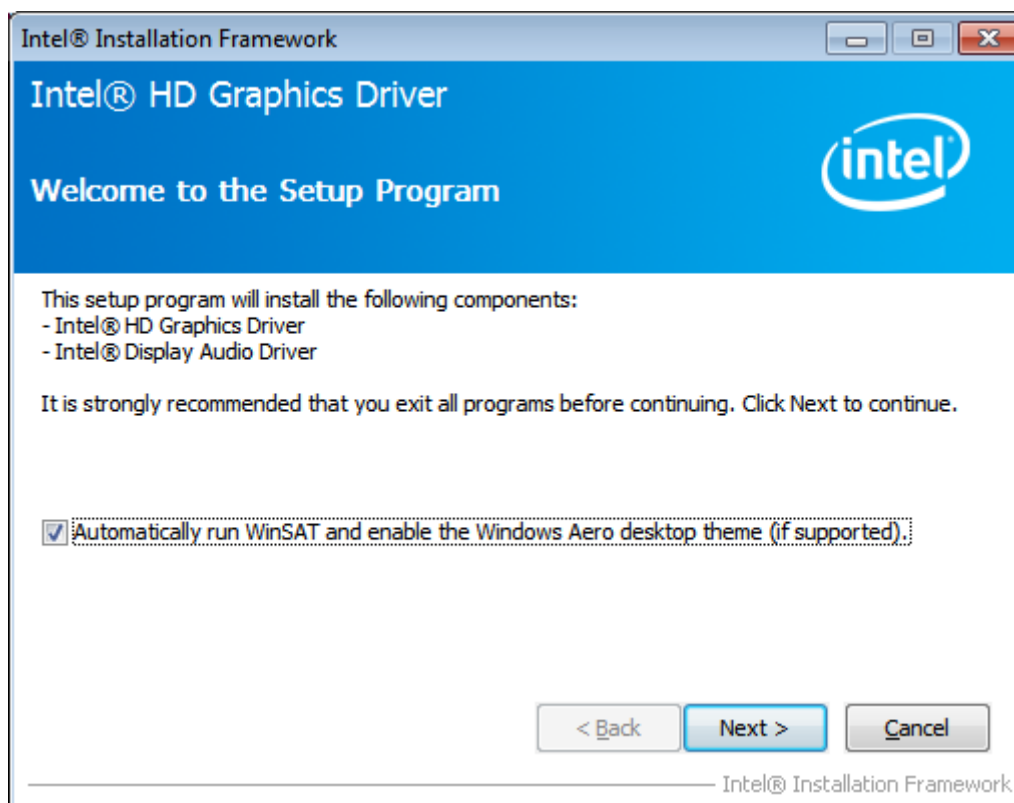 Intel® Installation Framework
Intel® HD Graphics Driver
intel®
Welcome to the Setup Program
This setup program will install the following components:
- Intel® HD Graphics Driver
- Intel® Display Audio Driver
It is strongly recommended that you exit all programs before continuing. Click Next to continue.
Automatically run WinSAT and enable the Windows Aero desktop theme (if supported).
< Back
Next >
Cancel
Intel® Installation Framework